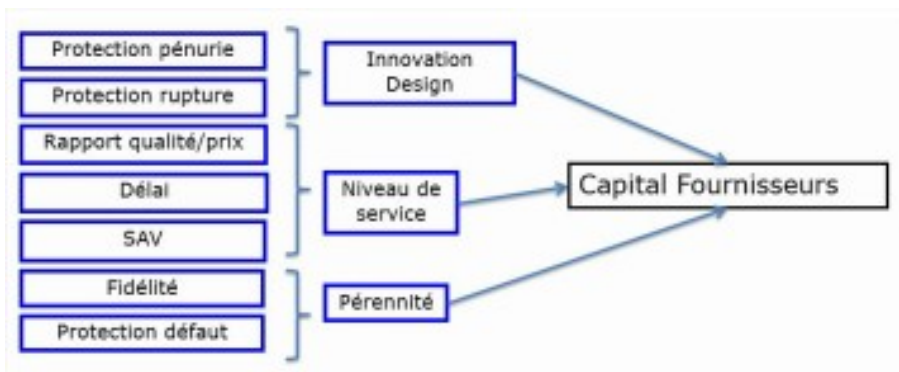 Protection pénurie
Protection rupture
Rapport qualité/prix
Délai
SAV
Fidélité
Protection défaut
Innovation
Design
Niveau de
service
Pérennité
Capital Fournisseurs